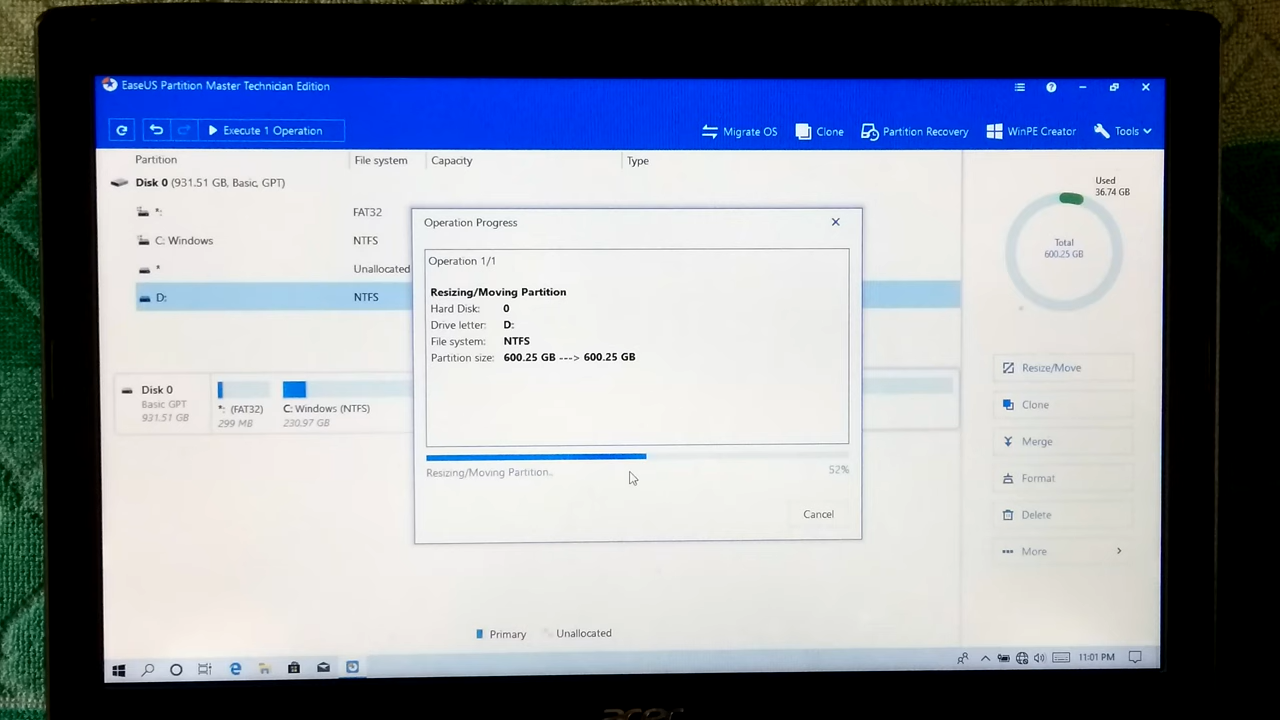 EaseUS Partition Master Technician Edition
Execute 1 Operation
Migrate OS
Clone
Partition Recovery
WinPE Creator
Tools
Partition
File system
Capacity
Type
Disk 0 (931.51 GB, Basic, GPT)
*:
FAT32
C: Windows
NTFS
*
Unallocated
D:
NTFS
Operation Progress
Operation 1/1
Resizing/Moving Partition
Hard Disk: 0
Drive letter: D:
File system: NTFS
Partition size: 600.25 GB ---> 600.25 GB
Resizing/Moving Partition..
52%
Cancel
Disk 0
Basic GPT
931.51 GB
*: (FAT32)
299 MB
C: Windows (NTFS)
230.97 GB
Used
36.74 GB
Total
600.25 GB
Resize/Move
Clone
Merge
Format
Delete
More
Primary
Unallocated
11:01 PM
acer